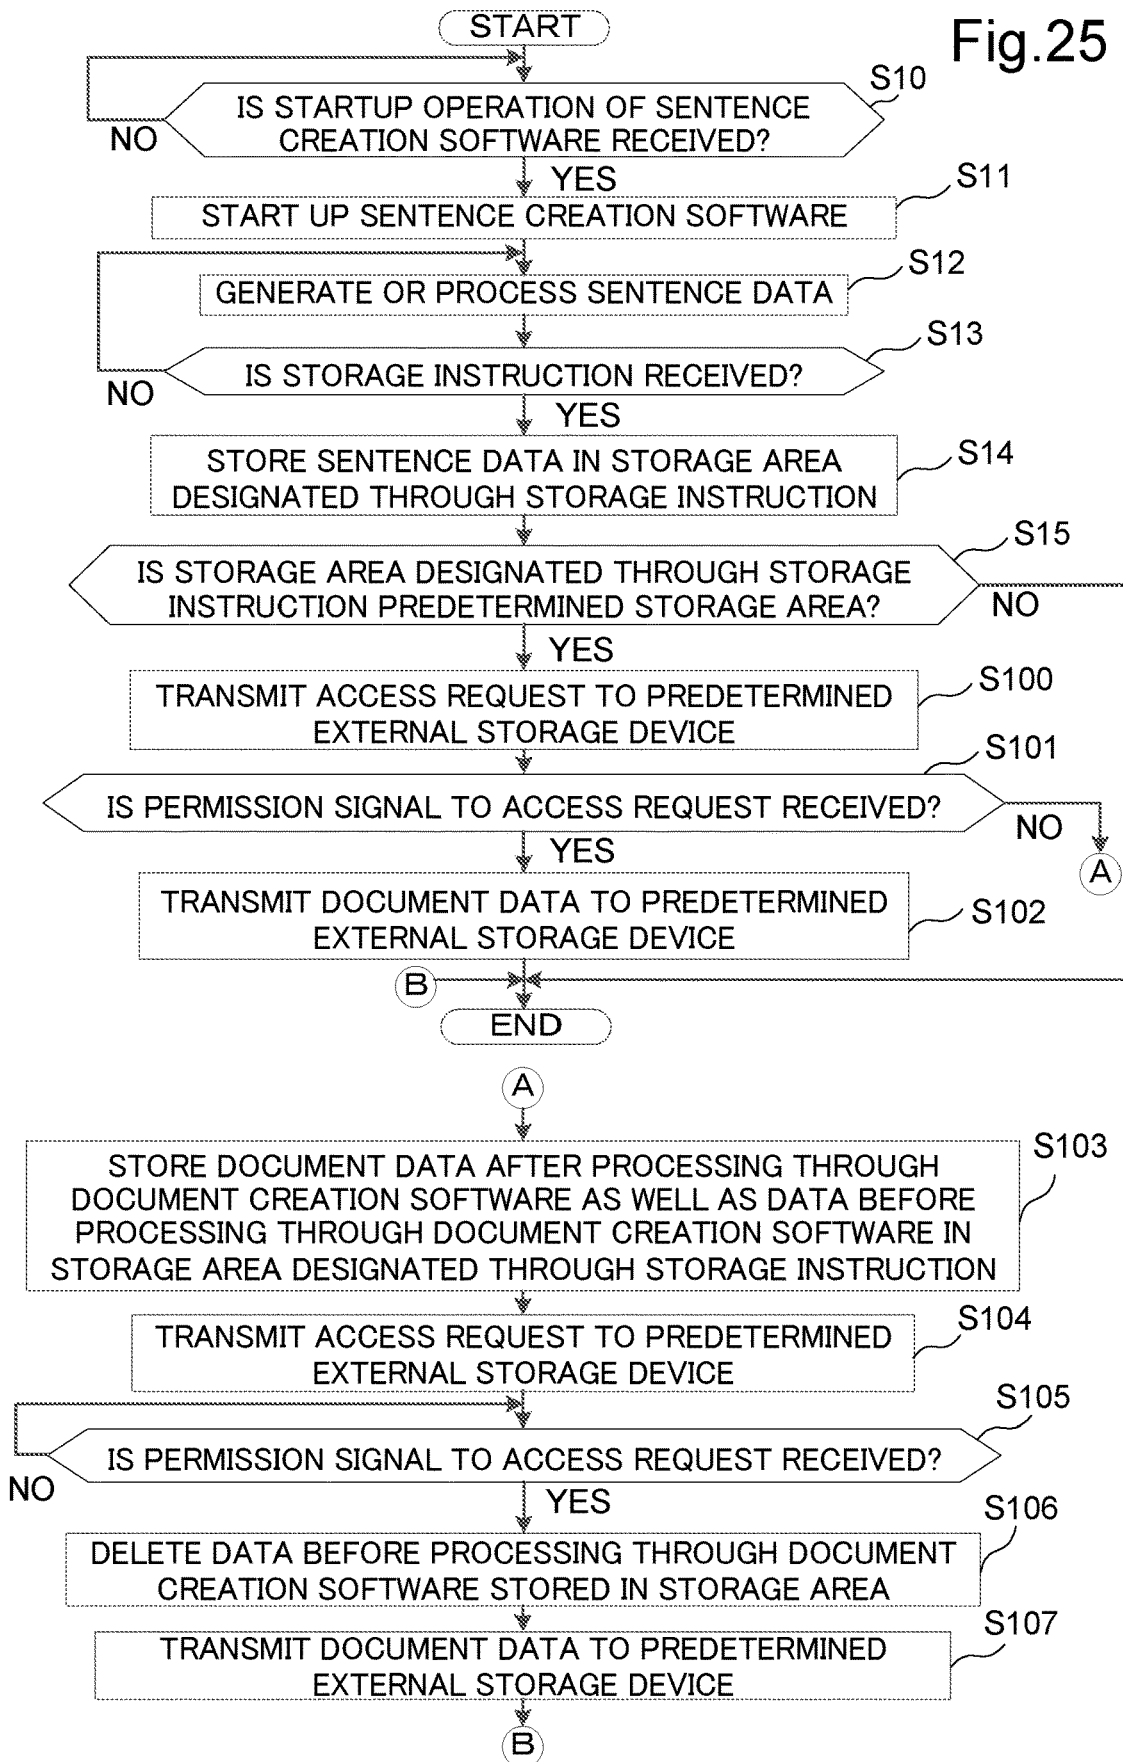 Fig.25
START
S10
IS STARTUP OPERATION OF SENTENCE
CREATION SOFTWARE RECEIVED?
NO
YES
S11
START UP SENTENCE CREATION SOFTWARE
S12
GENERATE OR PROCESS SENTENCE DATA
S13
IS STORAGE INSTRUCTION RECEIVED?
NO
YES
S14
STORE SENTENCE DATA IN STORAGE AREA
DESIGNATED THROUGH STORAGE INSTRUCTION
S15
IS STORAGE AREA DESIGNATED THROUGH STORAGE
INSTRUCTION PREDETERMINED STORAGE AREA?
NO
YES
S100
TRANSMIT ACCESS REQUEST TO PREDETERMINED
EXTERNAL STORAGE DEVICE
S101
IS PERMISSION SIGNAL TO ACCESS REQUEST RECEIVED?
NO
YES
A
TRANSMIT DOCUMENT DATA TO PREDETERMINED
EXTERNAL STORAGE DEVICE
S102
B
END
A
S103
STORE DOCUMENT DATA AFTER PROCESSING THROUGH
DOCUMENT CREATION SOFTWARE AS WELL AS DATA BEFORE
PROCESSING THROUGH DOCUMENT CREATION SOFTWARE IN
STORAGE AREA DESIGNATED THROUGH STORAGE INSTRUCTION
S104
TRANSMIT ACCESS REQUEST TO PREDETERMINED
EXTERNAL STORAGE DEVICE
S105
IS PERMISSION SIGNAL TO ACCESS REQUEST RECEIVED?
NO
YES
S106
DELETE DATA BEFORE PROCESSING THROUGH DOCUMENT
CREATION SOFTWARE STORED IN STORAGE AREA
S107
TRANSMIT DOCUMENT DATA TO PREDETERMINED
EXTERNAL STORAGE DEVICE
B